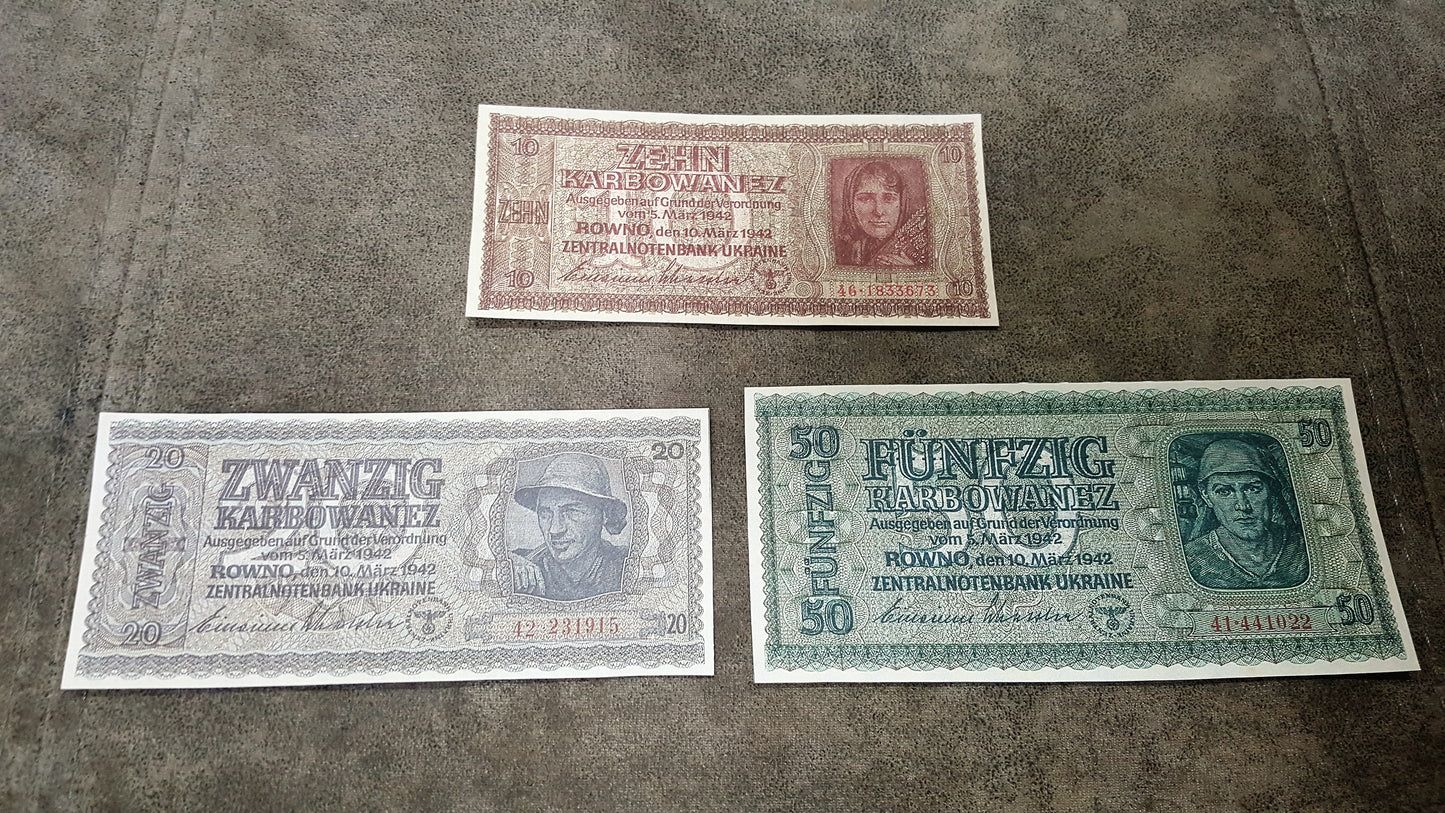 10
10
ZEHN
KARBOWANEZ
Ausgegeben auf Grund der Verordnung
vom 5. März 1942
ZEHN
ROWNO, den 10. März 1942
ZENTRALNOTENBANK UKRAINE
10
46·1833673
10
20
20
ZWANZIG
ZWANZIG
KARBOWANEZ
Ausgegeben auf Grund der Verordnung
vom 5. März 1942
ROWNO, den 10. März 1942
ZENTRALNOTENBANK UKRAINE
20
42·231915
20
50
50
FÜNFZIG
FÜNFZIG
KARBOWANEZ
Ausgegeben auf Grund der Verordnung
vom 5. März 1942
ROWNO, den 10. März 1942
ZENTRALNOTENBANK UKRAINE
50
41·441022
50